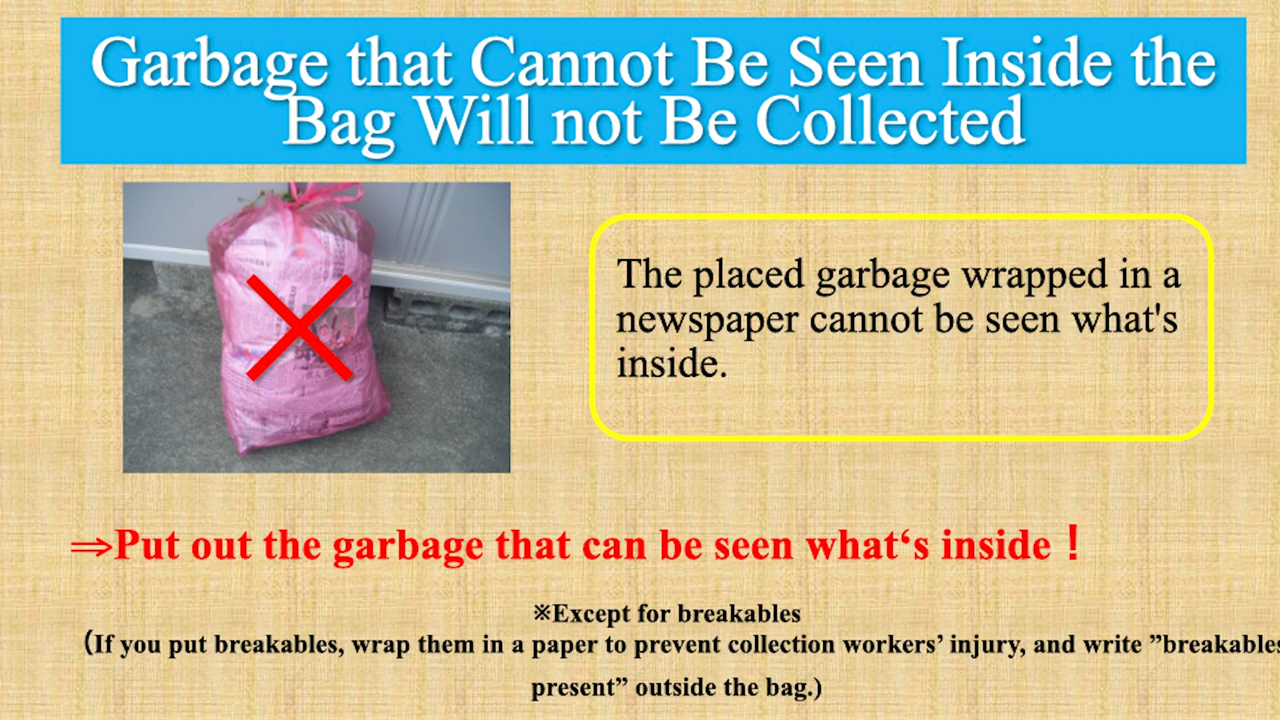 Garbage that Cannot Be Seen Inside the
Bag Will not Be Collected
The placed garbage wrapped in a
newspaper cannot be seen what's
inside.
⇒Put out the garbage that can be seen what‘s inside！
※Except for breakables
（If you put breakables, wrap them in a paper to prevent collection workers’ injury, and write ”breakables
present” outside the bag.)